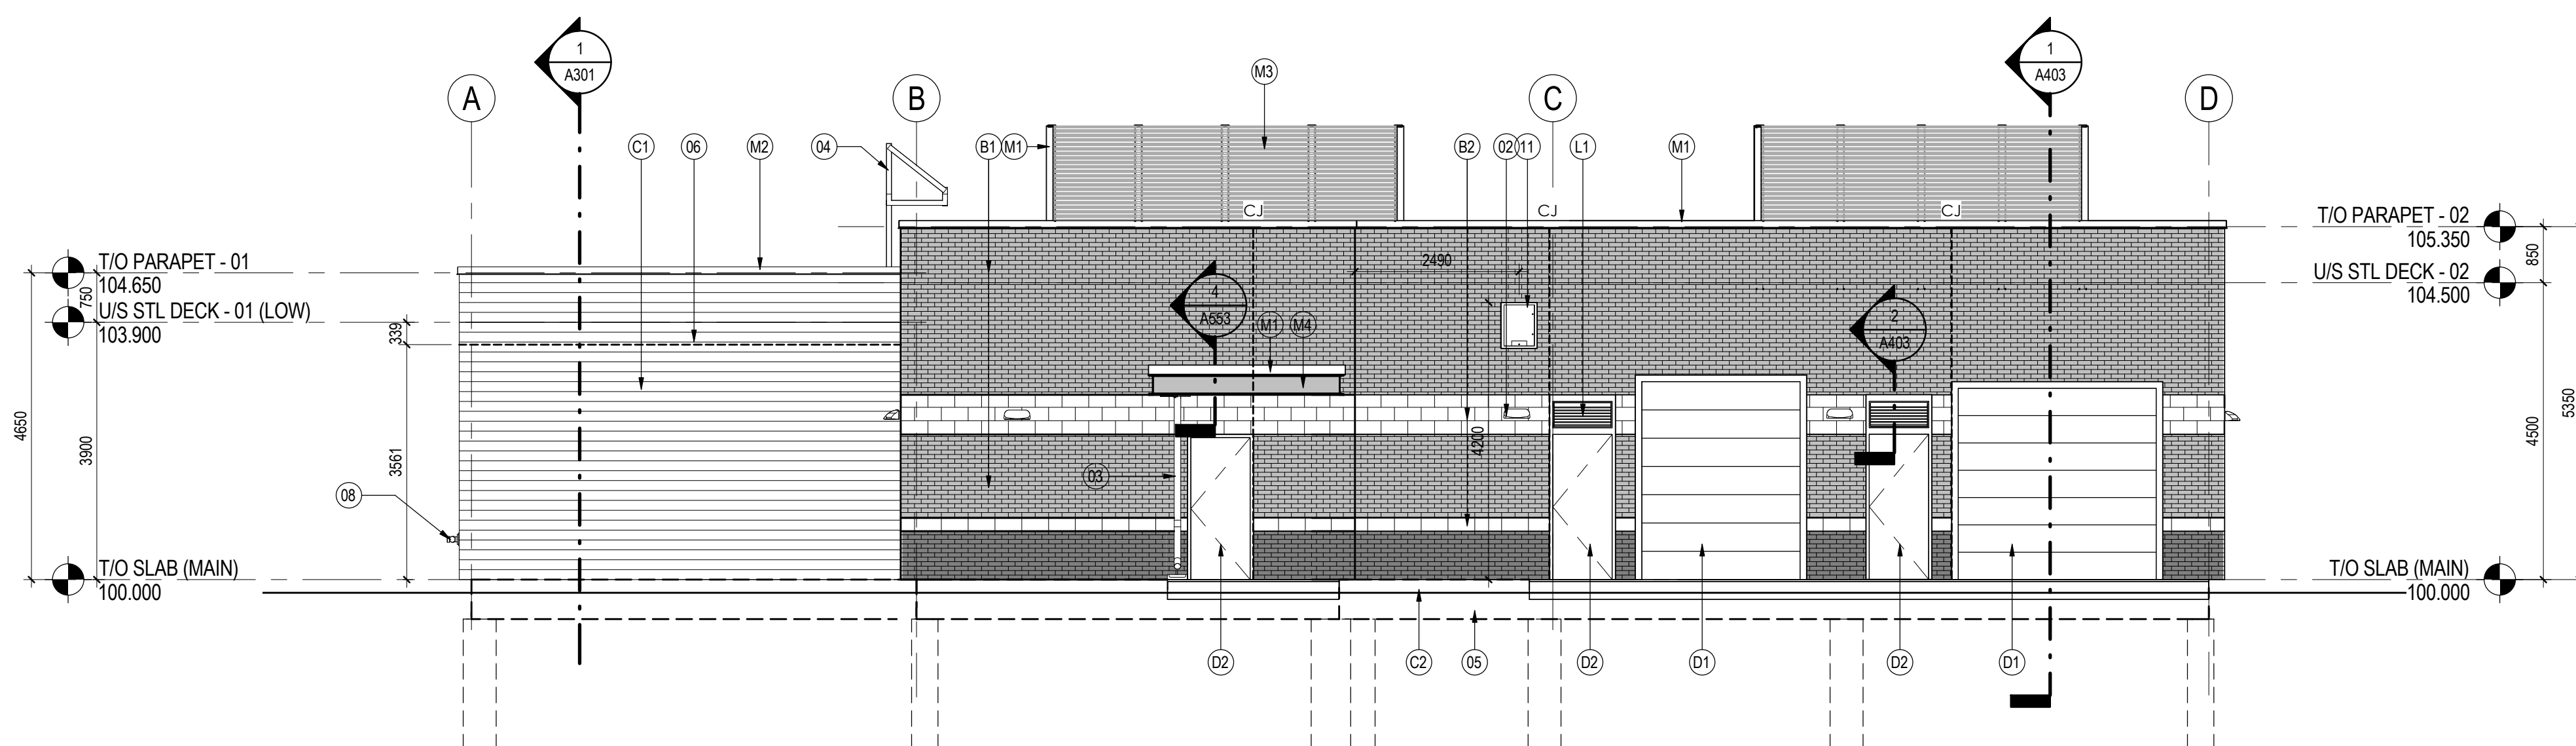 1
A301
1
A403
A
B
C
D
M3
C1
06
M2
04
B1
M1
B2
02
11
L1
M1
CJ
CJ
CJ
T/O PARAPET - 02
105.350
850
T/O PARAPET - 01
104.650
750
U/S STL DECK - 02
104.500
U/S STL DECK - 01 (LOW)
103.900
339
2490
4
A553
M1
M4
2
A403
4650
3900
3561
4200
5350
4500
03
08
T/O SLAB (MAIN)
100.000
T/O SLAB (MAIN)
100.000
D2
C2
05
D2
D1
D2
D1